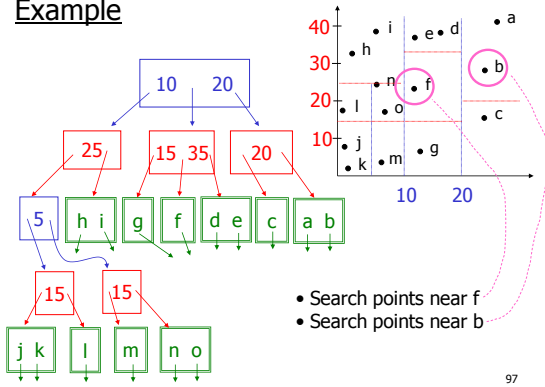 Example
40
30
20
10
10 20
i
e d
a
h
b
n f
l o
c
j
g
k m
10 20
25
15 35
20
5
h i
g
f
d e
c
a b
15
15
j k
l
m
n o
• Search points near f
• Search points near b
97